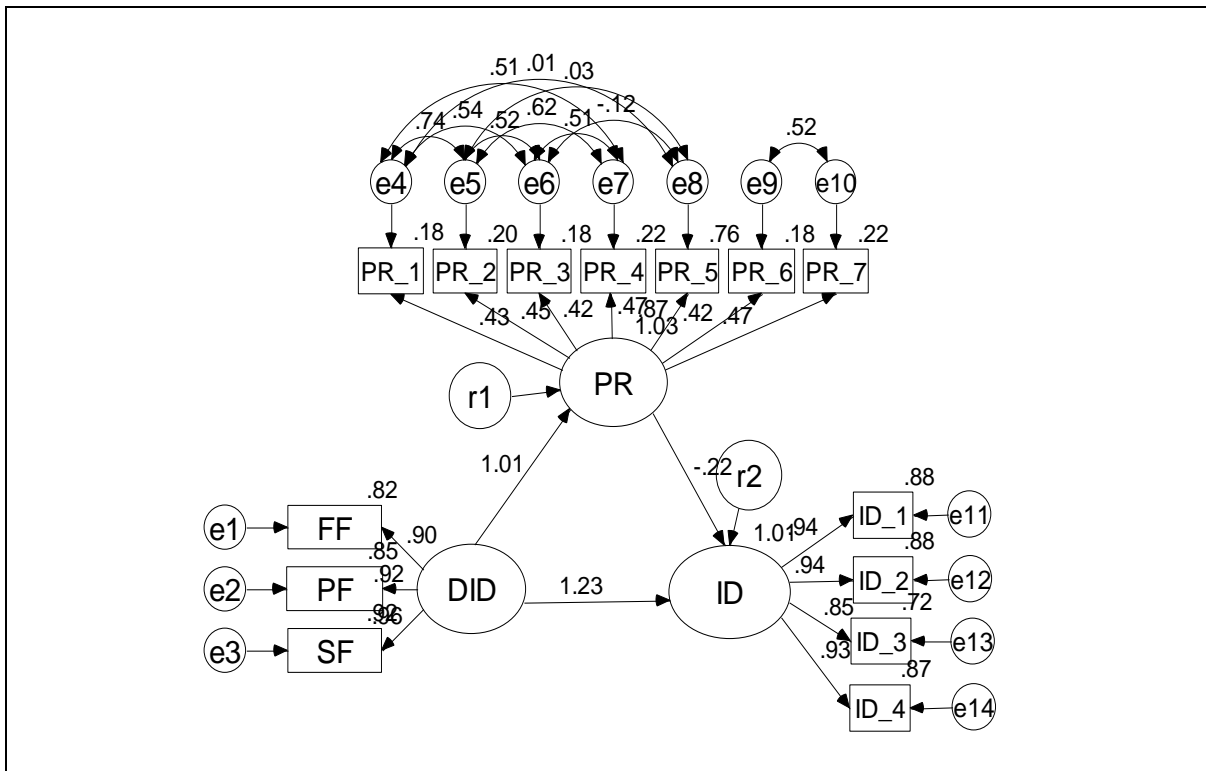 .51 .01 .03
.74 .54 .52 .62 .51 -.12 .52
e4 e5 e6 e7 e8 e9 e10
.18 .20 .18 .22 .76 .18 .22
PR_1 PR_2 PR_3 PR_4 PR_5 PR_6 PR_7
.43 .45 .42 .47 .87 .42 .47
1.03
PR
r1
1.01
-.22
r2
.82
e1 FF .90
.85
e2 PF .92
.92 .96
e3 SF
DID
1.23
1.01
ID
.88
.94 ID_1 e11
.88
.94 ID_2 e12
.72
.85 ID_3 e13
.87
.93 ID_4 e14